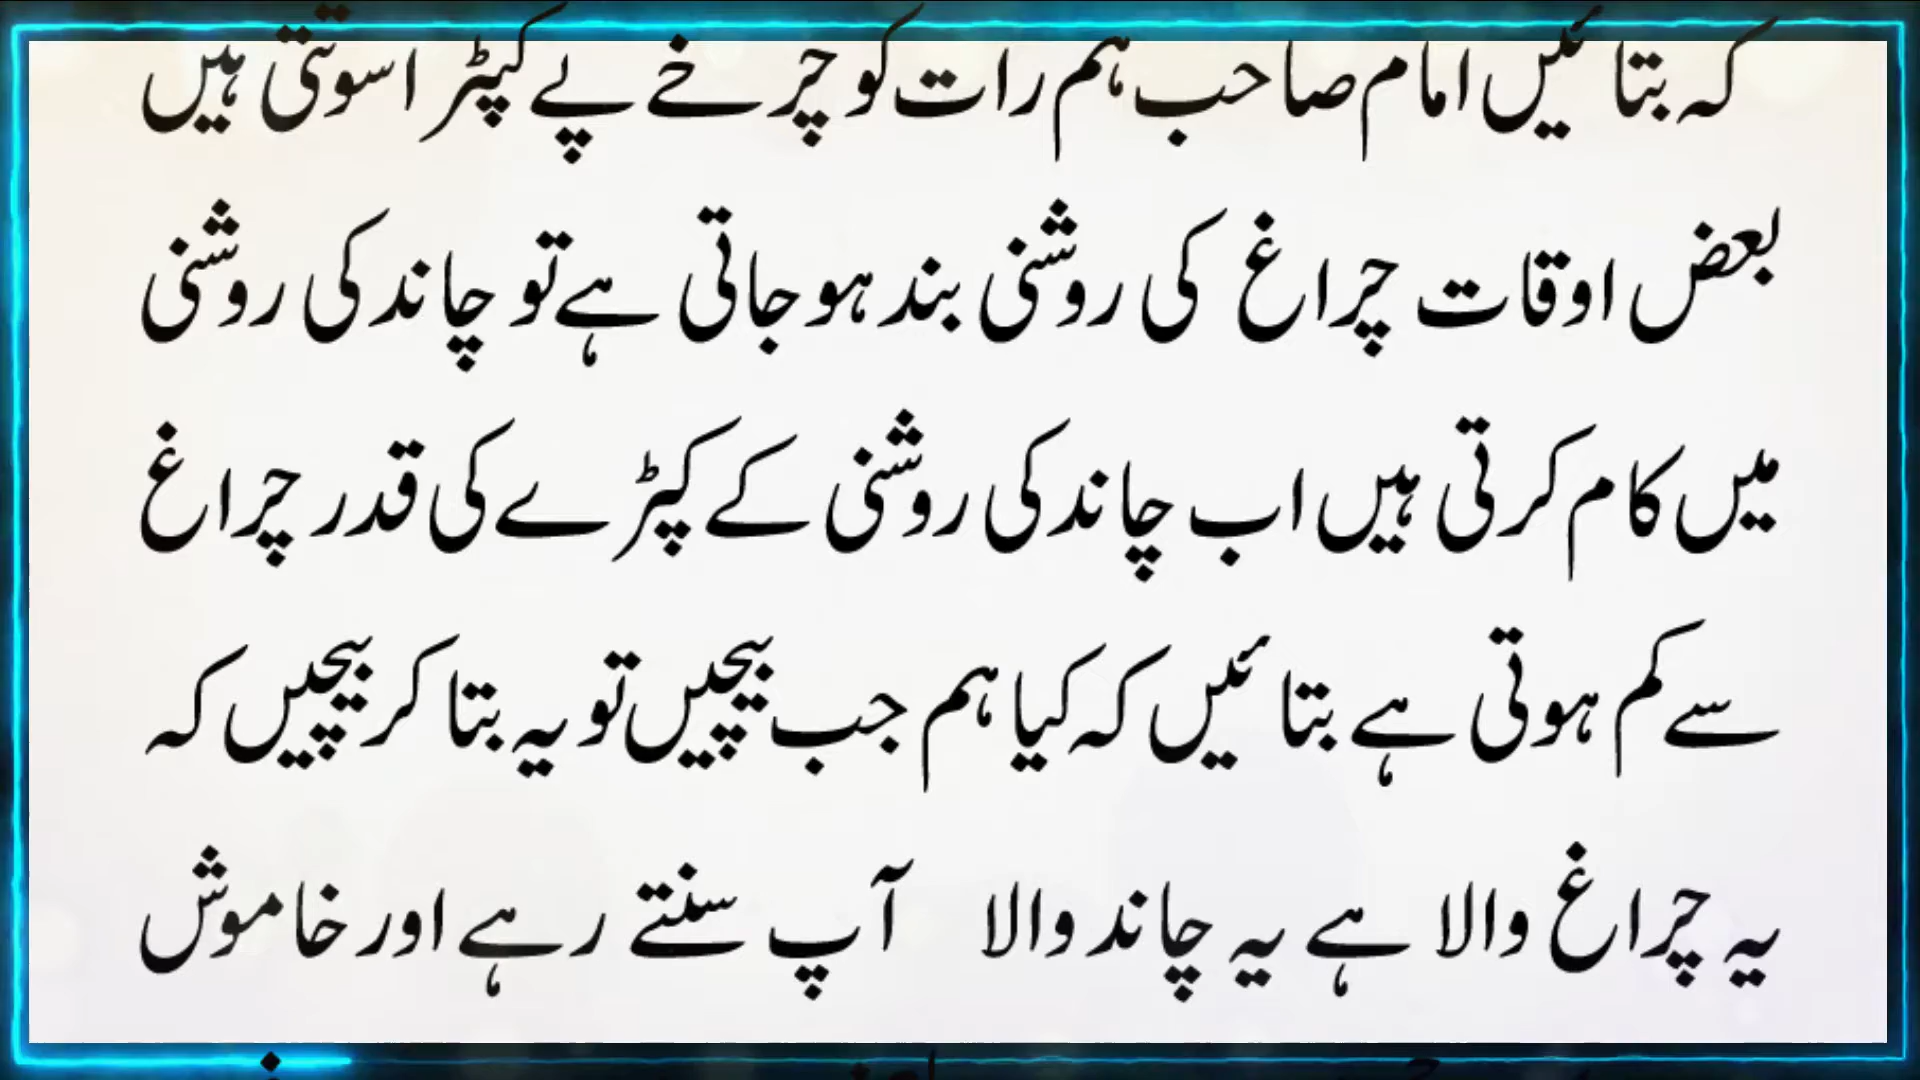 کہ بتائیں امام صاحب ہم رات کو چرخے پے کپڑا سوتتی ہیں
بعض اوقات چراغ کی روشنی بند ہو جاتی ہے تو چاند کی روشنی
میں کام کرتی ہیں اب چاند کی روشنی کے کپڑے کی قدر چراغ
سے کم ہوتی ہے بتائیں کہ کیا ہم جب بیچیں تو یہ بتا کر بیچیں کہ
یہ چراغ والا ہے یہ چاند والا آپ سنتے رہے اور خاموش